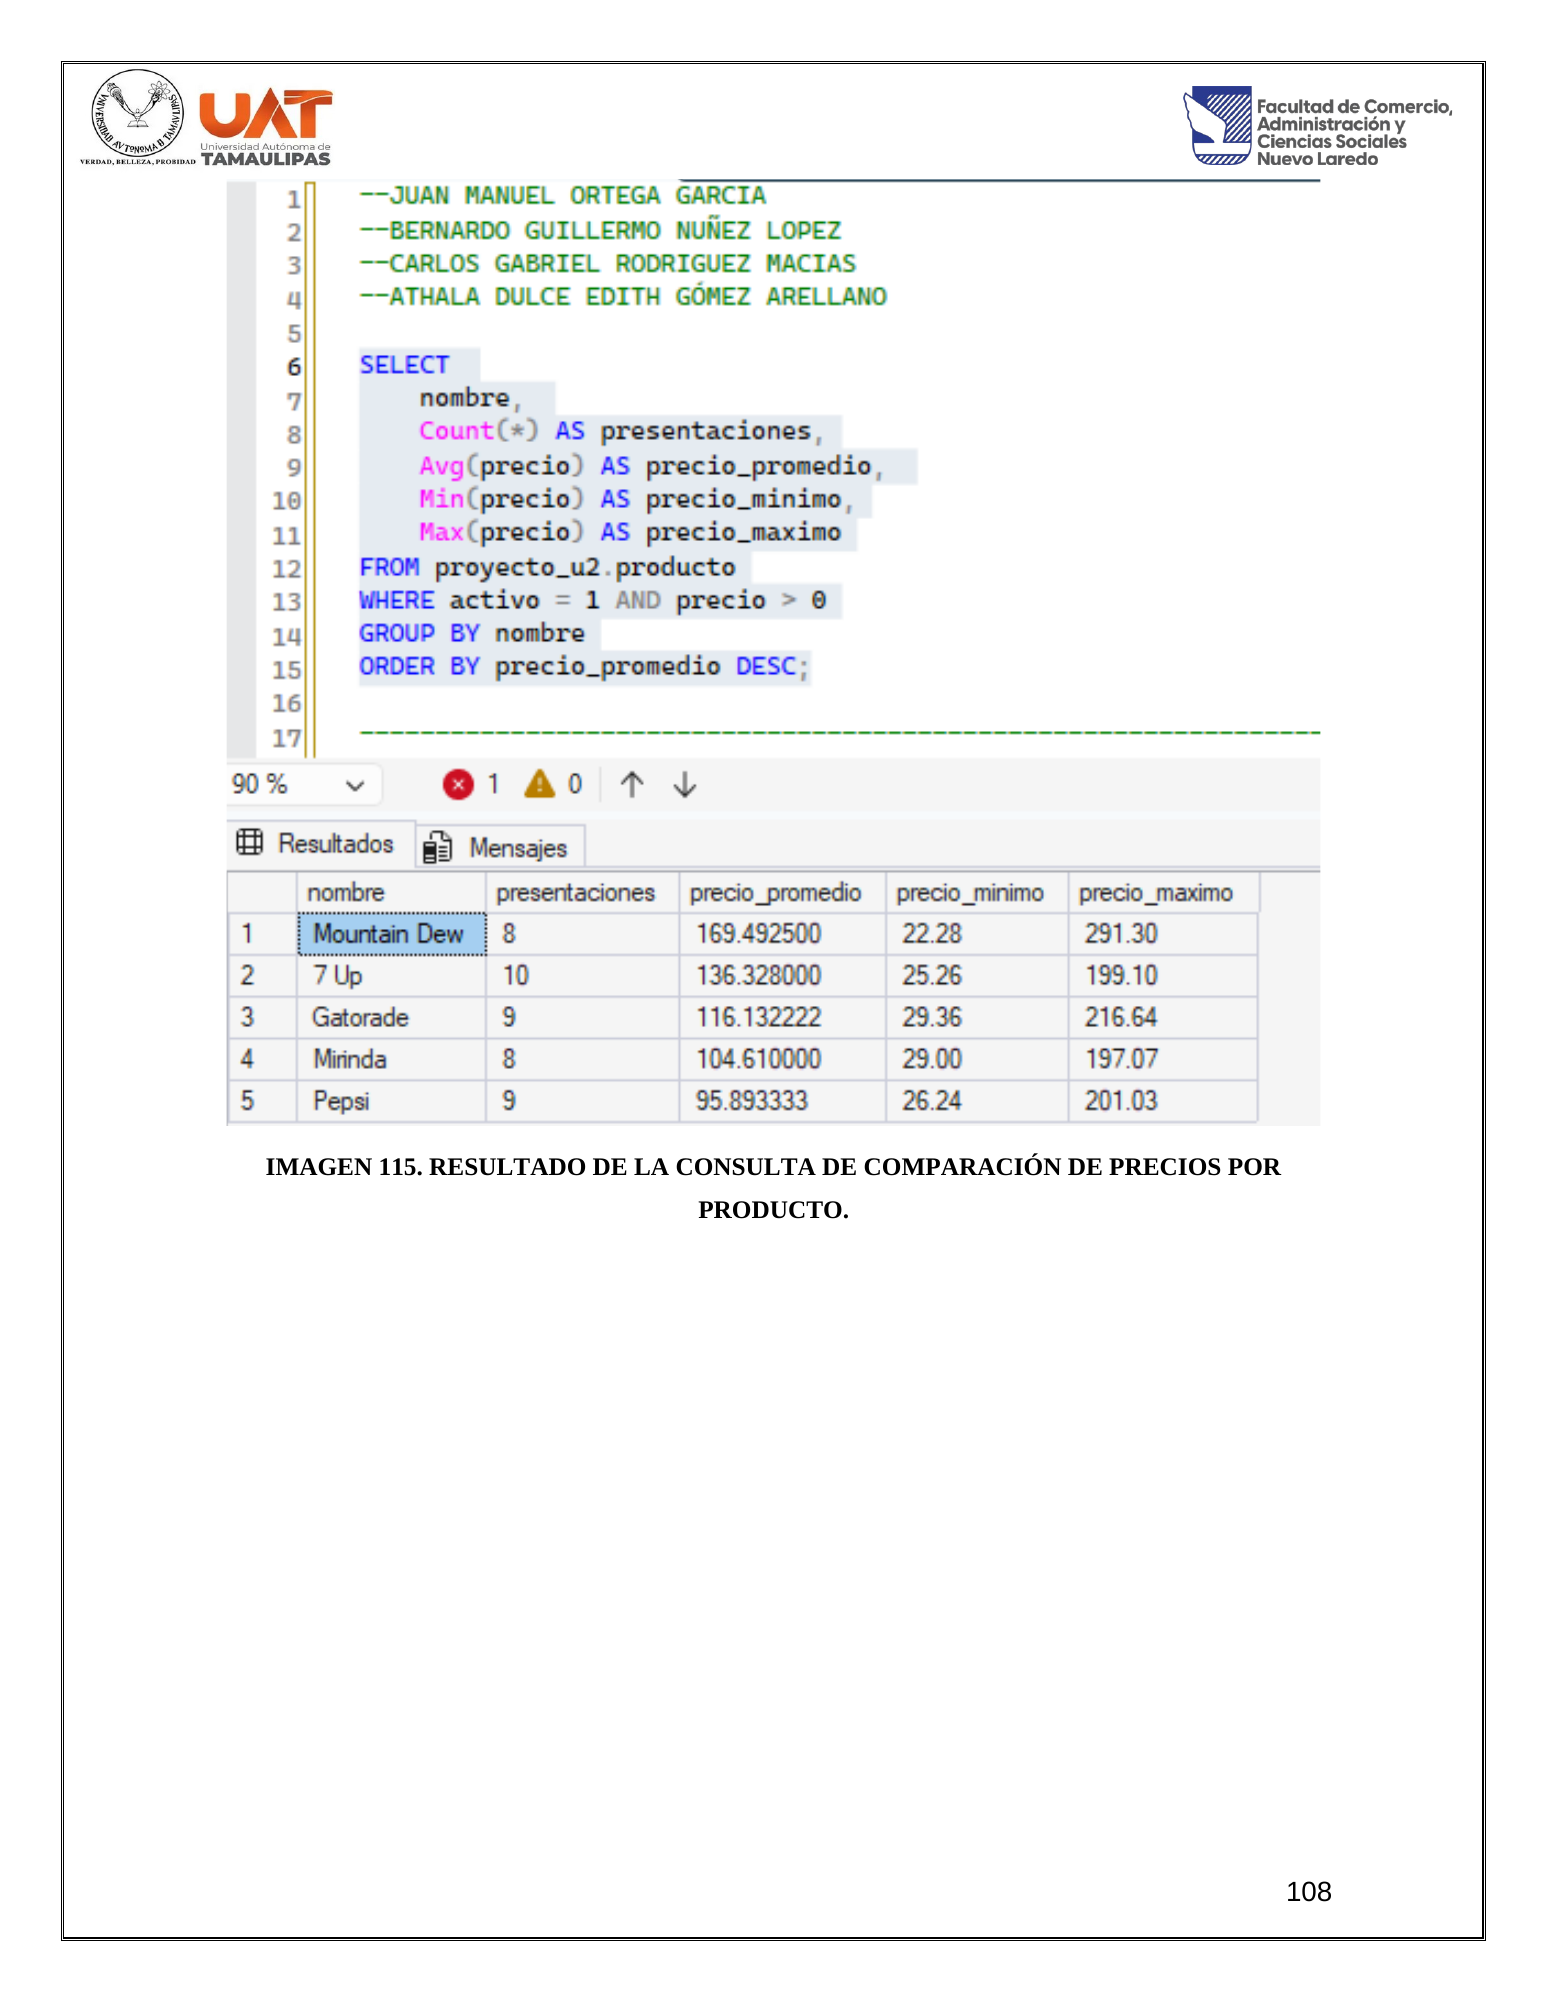 VNIVERSIDAD AVTONOMA D TAMAVLIPAS
VERDAD, BELLEZA, PROBIDAD
UAT
Universidad Autónoma de
TAMAULIPAS
Facultad de Comercio,
Administración y
Ciencias Sociales
Nuevo Laredo
1 --JUAN MANUEL ORTEGA GARCIA
2 --BERNARDO GUILLERMO NUÑEZ LOPEZ
3 --CARLOS GABRIEL RODRIGUEZ MACIAS
4 --ATHALA DULCE EDITH GÓMEZ ARELLANO
5
6 SELECT
7 nombre,
8 Count(*) AS presentaciones,
9 Avg(precio) AS precio_promedio,
10 Min(precio) AS precio_minimo,
11 Max(precio) AS precio_maximo
12 FROM proyecto_u2.producto
13 WHERE activo = 1 AND precio > 0
14 GROUP BY nombre
15 ORDER BY precio_promedio DESC;
16
17 ----------------------------------------------------------------
90 % 1 0
Resultados Mensajes
nombre presentaciones precio_promedio precio_minimo precio_maximo
1 Mountain Dew 8 169.492500 22.28 291.30
2 7 Up 10 136.328000 25.26 199.10
3 Gatorade 9 116.132222 29.36 216.64
4 Mirinda 8 104.610000 29.00 197.07
5 Pepsi 9 95.893333 26.24 201.03
IMAGEN 115. RESULTADO DE LA CONSULTA DE COMPARACIÓN DE PRECIOS POR
PRODUCTO.
108